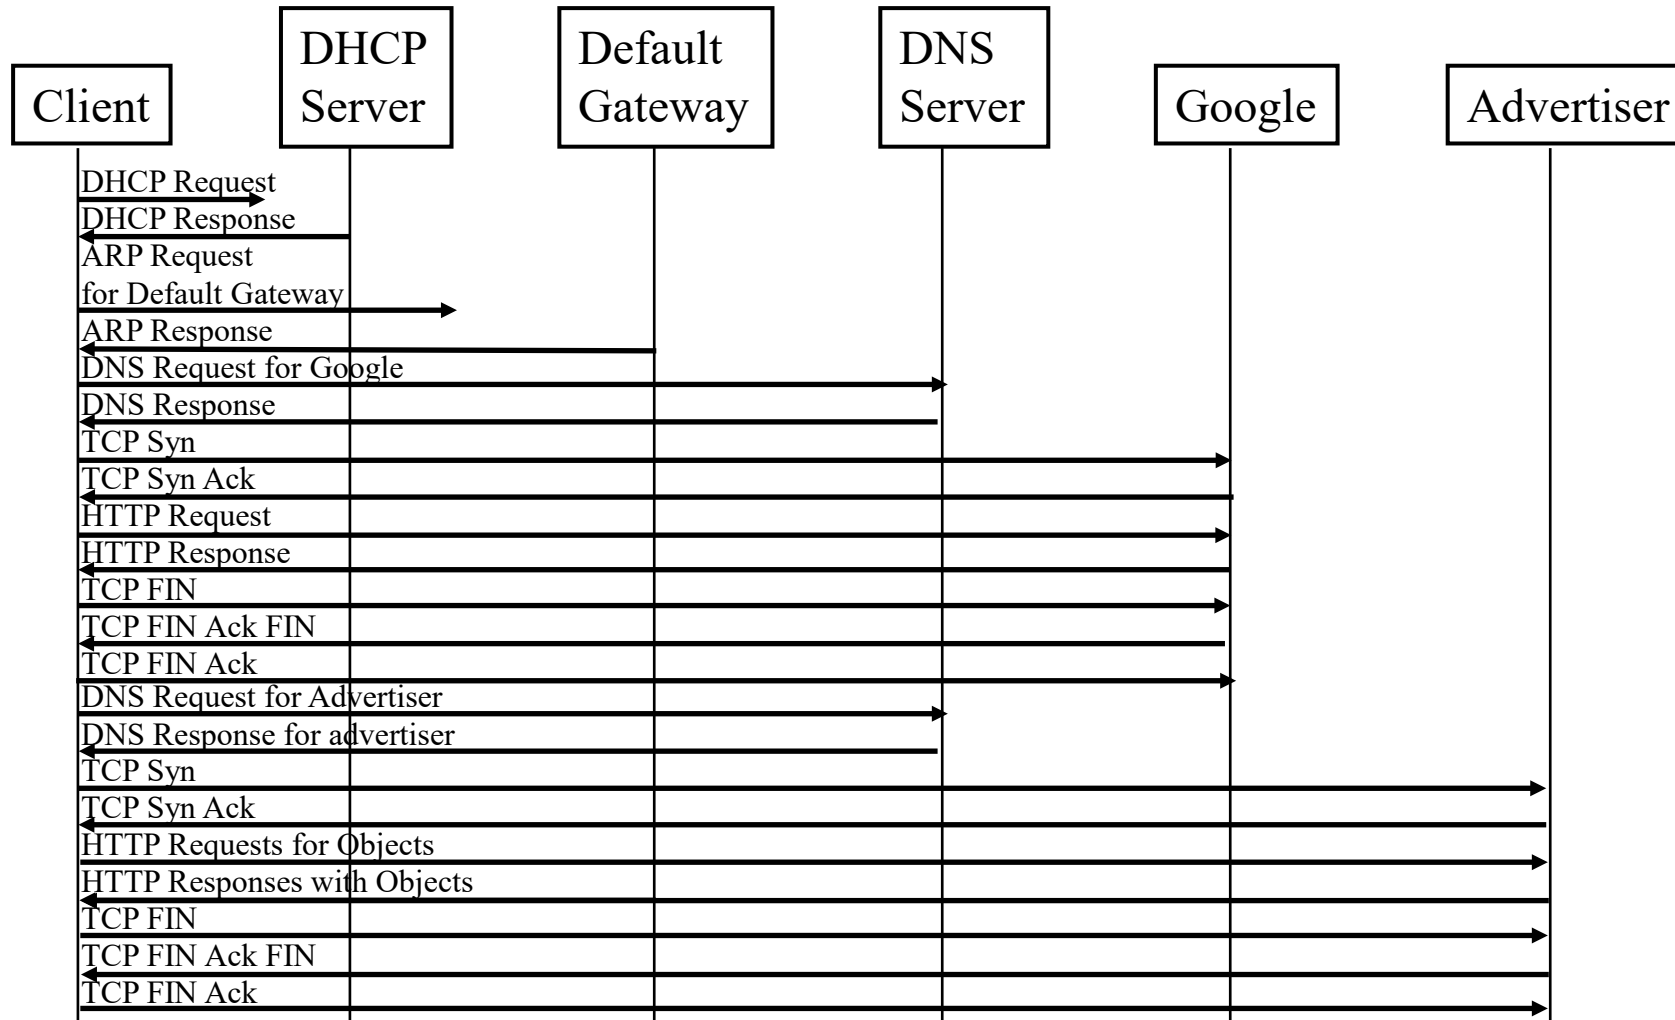 Client
DHCP
Server
Default
Gateway
DNS
Server
Google
Advertiser
DHCP Request
DHCP Response
ARP Request
for Default Gateway
ARP Response
DNS Request for Google
DNS Response
TCP Syn
TCP Syn Ack
HTTP Request
HTTP Response
TCP FIN
TCP FIN Ack FIN
TCP FIN Ack
DNS Request for Advertiser
DNS Response for advertiser
TCP Syn
TCP Syn Ack
HTTP Requests for Objects
HTTP Responses with Objects
TCP FIN
TCP FIN Ack FIN
TCP FIN Ack